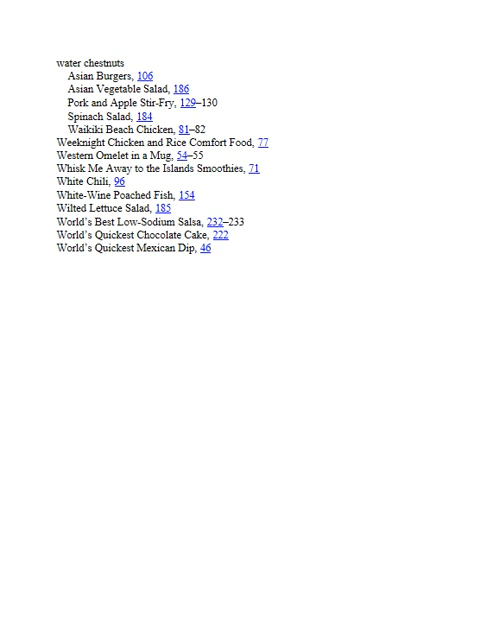 water chestnuts
Asian Burgers, 106
Asian Vegetable Salad, 186
Pork and Apple Stir-Fry, 129–130
Spinach Salad, 184
Waikiki Beach Chicken, 81–82
Weeknight Chicken and Rice Comfort Food, 77
Western Omelet in a Mug, 54–55
Whisk Me Away to the Islands Smoothies, 71
White Chili, 96
White-Wine Poached Fish, 154
Wilted Lettuce Salad, 185
World’s Best Low-Sodium Salsa, 232–233
World’s Quickest Chocolate Cake, 222
World’s Quickest Mexican Dip, 46